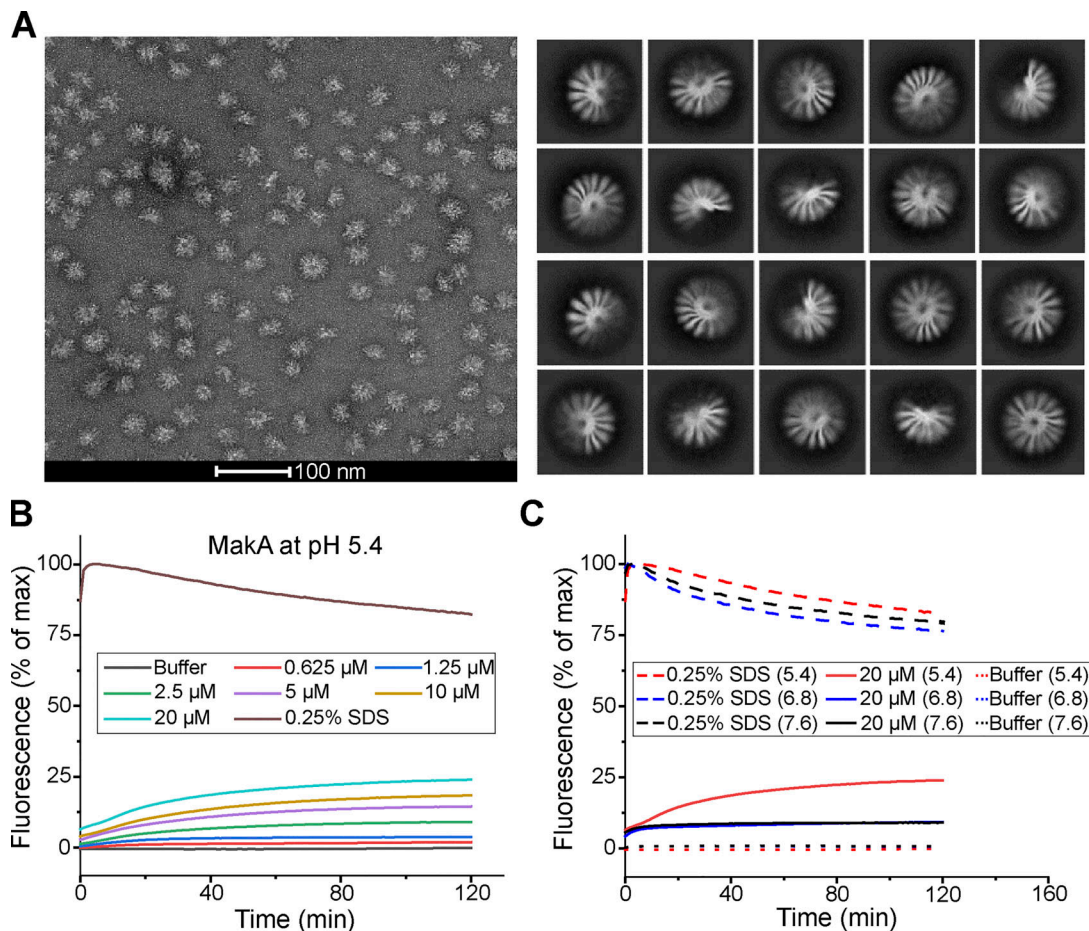 A
100 nm
B
MakA at pH 5.4
Fluorescence (% of max)
100
75
50
25
0
Buffer 0.625 µM 1.25 µM
2.5 µM 5 µM 10 µM
20 µM 0.25% SDS
0 40 80 120
Time (min)
C
Fluorescence (% of max)
100
75
50
25
0
0.25% SDS (5.4) 20 µM (5.4) Buffer (5.4)
0.25% SDS (6.8) 20 µM (6.8) Buffer (6.8)
0.25% SDS (7.6) 20 µM (7.6) Buffer (7.6)
0 40 80 120 160
Time (min)